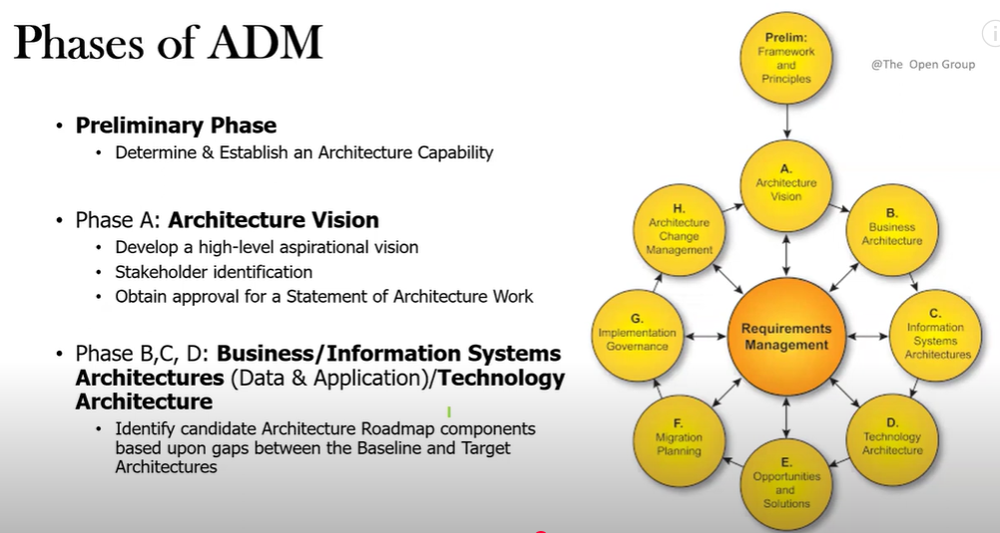 Phases of ADM
• Preliminary Phase
• Determine & Establish an Architecture Capability
• Phase A: Architecture Vision
• Develop a high-level aspirational vision
• Stakeholder identification
• Obtain approval for a Statement of Architecture Work
• Phase B,C, D: Business/Information Systems
Architectures (Data & Application)/Technology
Architecture
• Identify candidate Architecture Roadmap components
based upon gaps between the Baseline and Target
Architectures
@The Open Group
i
Prelim:
Framework
and
Principles
A.
Architecture
Vision
B.
Business
Architecture
C.
Information
Systems
Architectures
D.
Technology
Architecture
E.
Opportunities
and
Solutions
F.
Migration
Planning
G.
Implementation
Governance
H.
Architecture
Change
Management
Requirements
Management